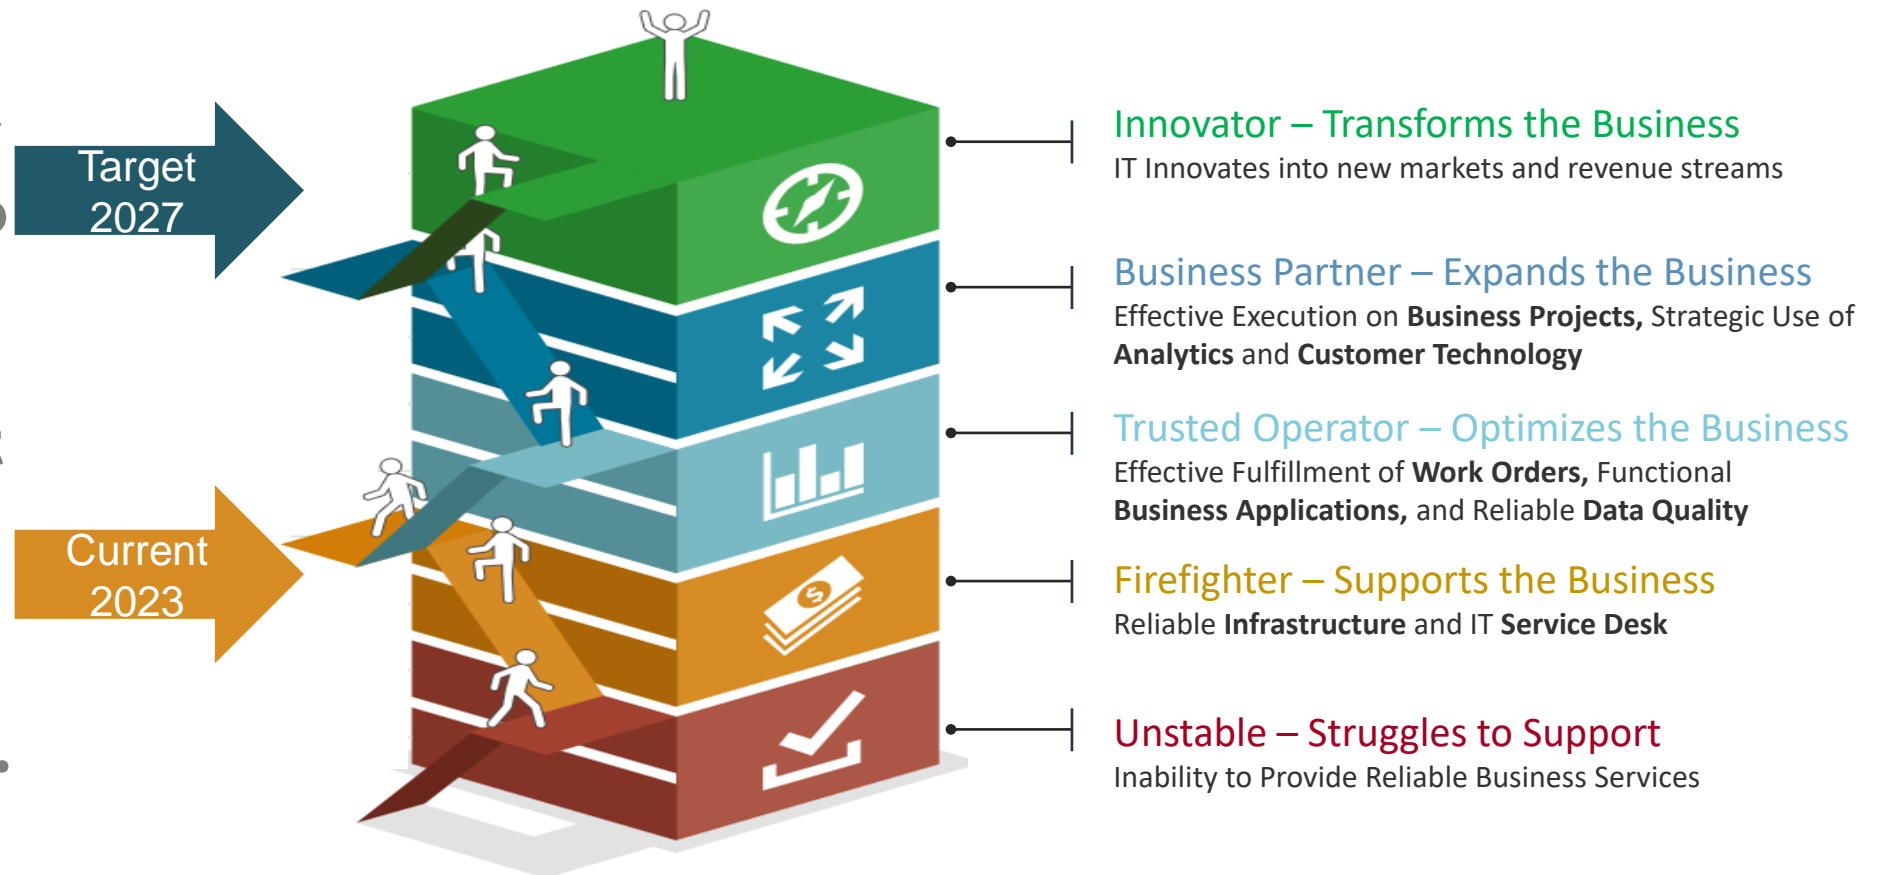 Target
2027
Current
2023
Innovator – Transforms the Business
IT Innovates into new markets and revenue streams
Business Partner – Expands the Business
Effective Execution on Business Projects, Strategic Use of
Analytics and Customer Technology
Trusted Operator – Optimizes the Business
Effective Fulfillment of Work Orders, Functional
Business Applications, and Reliable Data Quality
Firefighter – Supports the Business
Reliable Infrastructure and IT Service Desk
Unstable – Struggles to Support
Inability to Provide Reliable Business Services